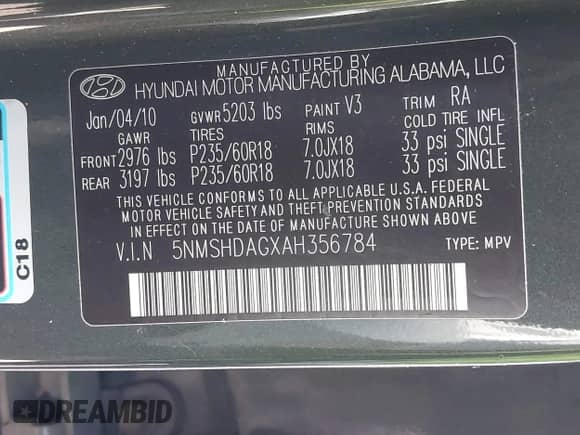 MANUFACTURED BY
HYUNDAI MOTOR MANUFACTURING ALABAMA, LLC
Jan/04/10 GVWR 5203 lbs PAINT V3 TRIM RA
GAWR TIRES RIMS COLD TIRE INFL
FRONT 2976 lbs P235/60R18 7.0JX18 33 psi SINGLE
REAR 3197 lbs P235/60R18 7.0JX18 33 psi SINGLE
THIS VEHICLE CONFORMS TO ALL APPLICABLE U.S.A. FEDERAL
MOTOR VEHICLE SAFETY AND THEFT PREVENTION STANDARDS
IN EFFECT ON THE DATE OF MANUFACTURE SHOWN ABOVE.
V.I.N 5NMSHDAGXAH356784 TYPE: MPV
C18
DREAMBID